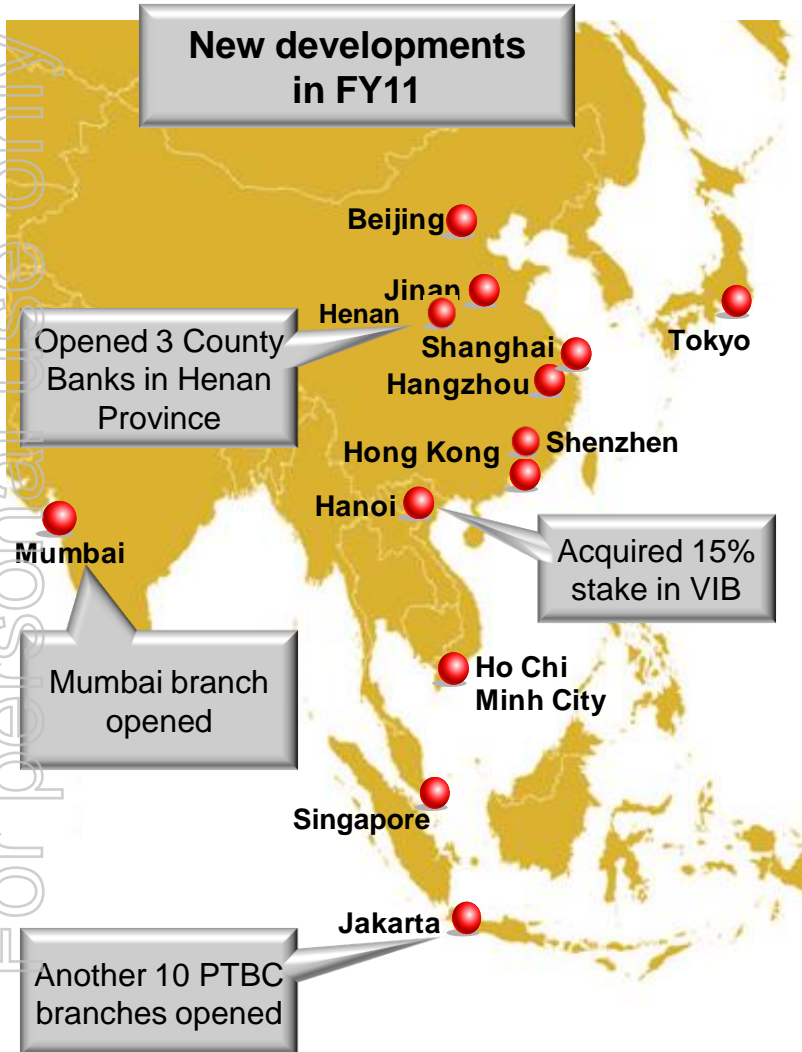 New developments
in FY11
Beijing
Jinan
Henan
Opened 3 County
Banks in Henan
Province
Shanghai
Hangzhou
Tokyo
Shenzhen
Hong Kong
Hanoi
Mumbai
Acquired 15%
stake in VIB
Mumbai branch
opened
Ho Chi
Minh City
Singapore
Jakarta
Another 10 PTBC
branches opened
For personal use only